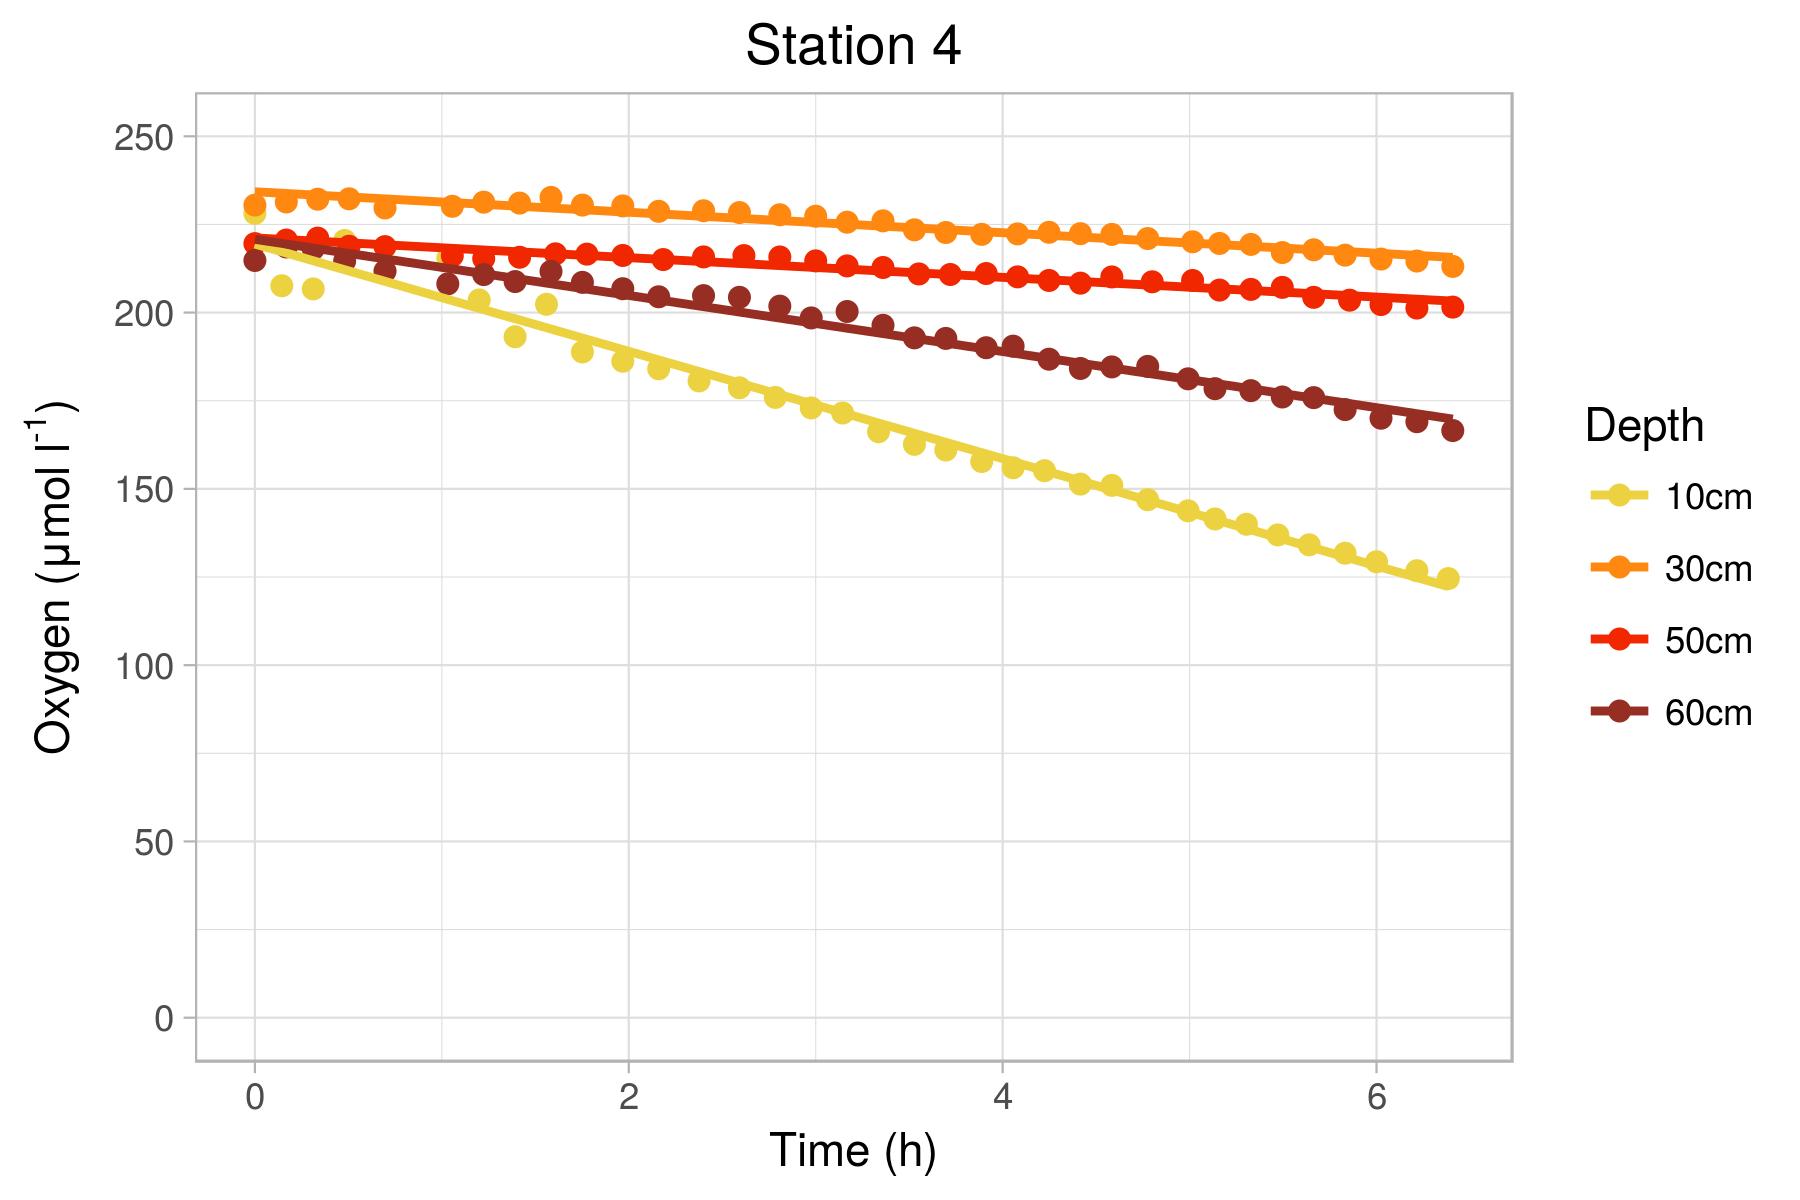 Station 4
250
200
150
100
50
0
Oxygen (μmol l⁻¹)
0 2 4 6
Time (h)
Depth
10cm
30cm
50cm
60cm